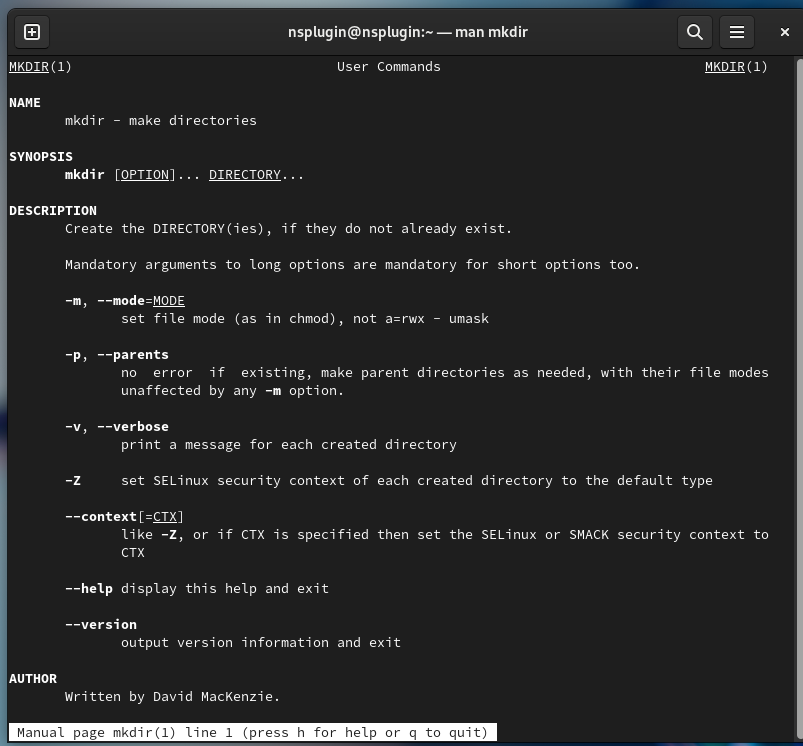 nsplugin@nsplugin:~ — man mkdir
MKDIR(1) User Commands MKDIR(1)
NAME
mkdir - make directories
SYNOPSIS
mkdir [OPTION]... DIRECTORY...
DESCRIPTION
Create the DIRECTORY(ies), if they do not already exist.
Mandatory arguments to long options are mandatory for short options too.
-m, --mode=MODE
set file mode (as in chmod), not a=rwx - umask
-p, --parents
no error if existing, make parent directories as needed, with their file modes
unaffected by any -m option.
-v, --verbose
print a message for each created directory
-Z set SELinux security context of each created directory to the default type
--context[=CTX]
like -Z, or if CTX is specified then set the SELinux or SMACK security context to
CTX
--help display this help and exit
--version
output version information and exit
AUTHOR
Written by David MacKenzie.
Manual page mkdir(1) line 1 (press h for help or q to quit)